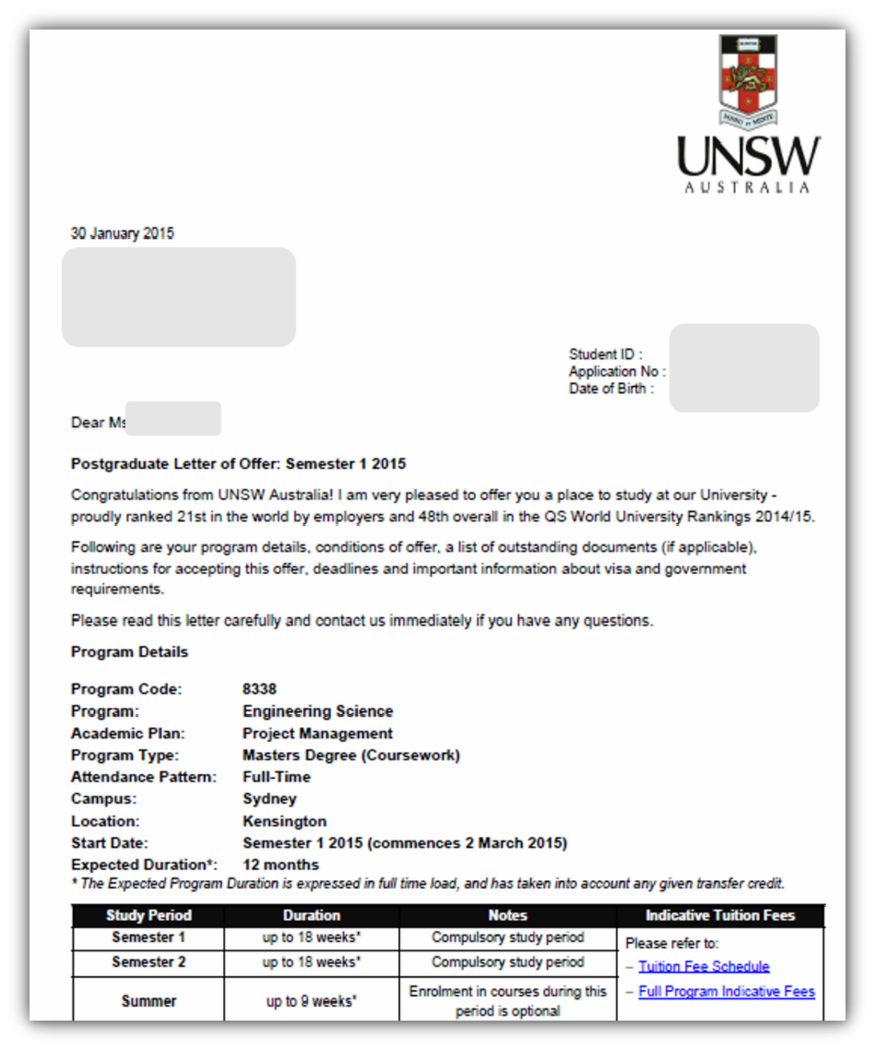 UNSW
AUSTRALIA
30 January 2015
Student ID :
Application No :
Date of Birth :
Dear Ms
Postgraduate Letter of Offer: Semester 1 2015
Congratulations from UNSW Australia! I am very pleased to offer you a place to study at our University -
proudly ranked 21st in the world by employers and 48th overall in the QS World University Rankings 2014/15.
Following are your program details, conditions of offer, a list of outstanding documents (if applicable),
instructions for accepting this offer, deadlines and important information about visa and government
requirements.
Please read this letter carefully and contact us immediately if you have any questions.
Program Details
Program Code: 8338
Program: Engineering Science
Academic Plan: Project Management
Program Type: Masters Degree (Coursework)
Attendance Pattern: Full-Time
Campus: Sydney
Location: Kensington
Start Date: Semester 1 2015 (commences 2 March 2015)
Expected Duration*: 12 months
* The Expected Program Duration is expressed in full time load, and has taken into account any given transfer credit.
Study Period Duration Notes Indicative Tuition Fees
Semester 1 up to 18 weeks* Compulsory study period Please refer to:
Semester 2 up to 18 weeks* Compulsory study period – Tuition Fee Schedule
Summer up to 9 weeks* Enrolment in courses during this – Full Program Indicative Fees
period is optional